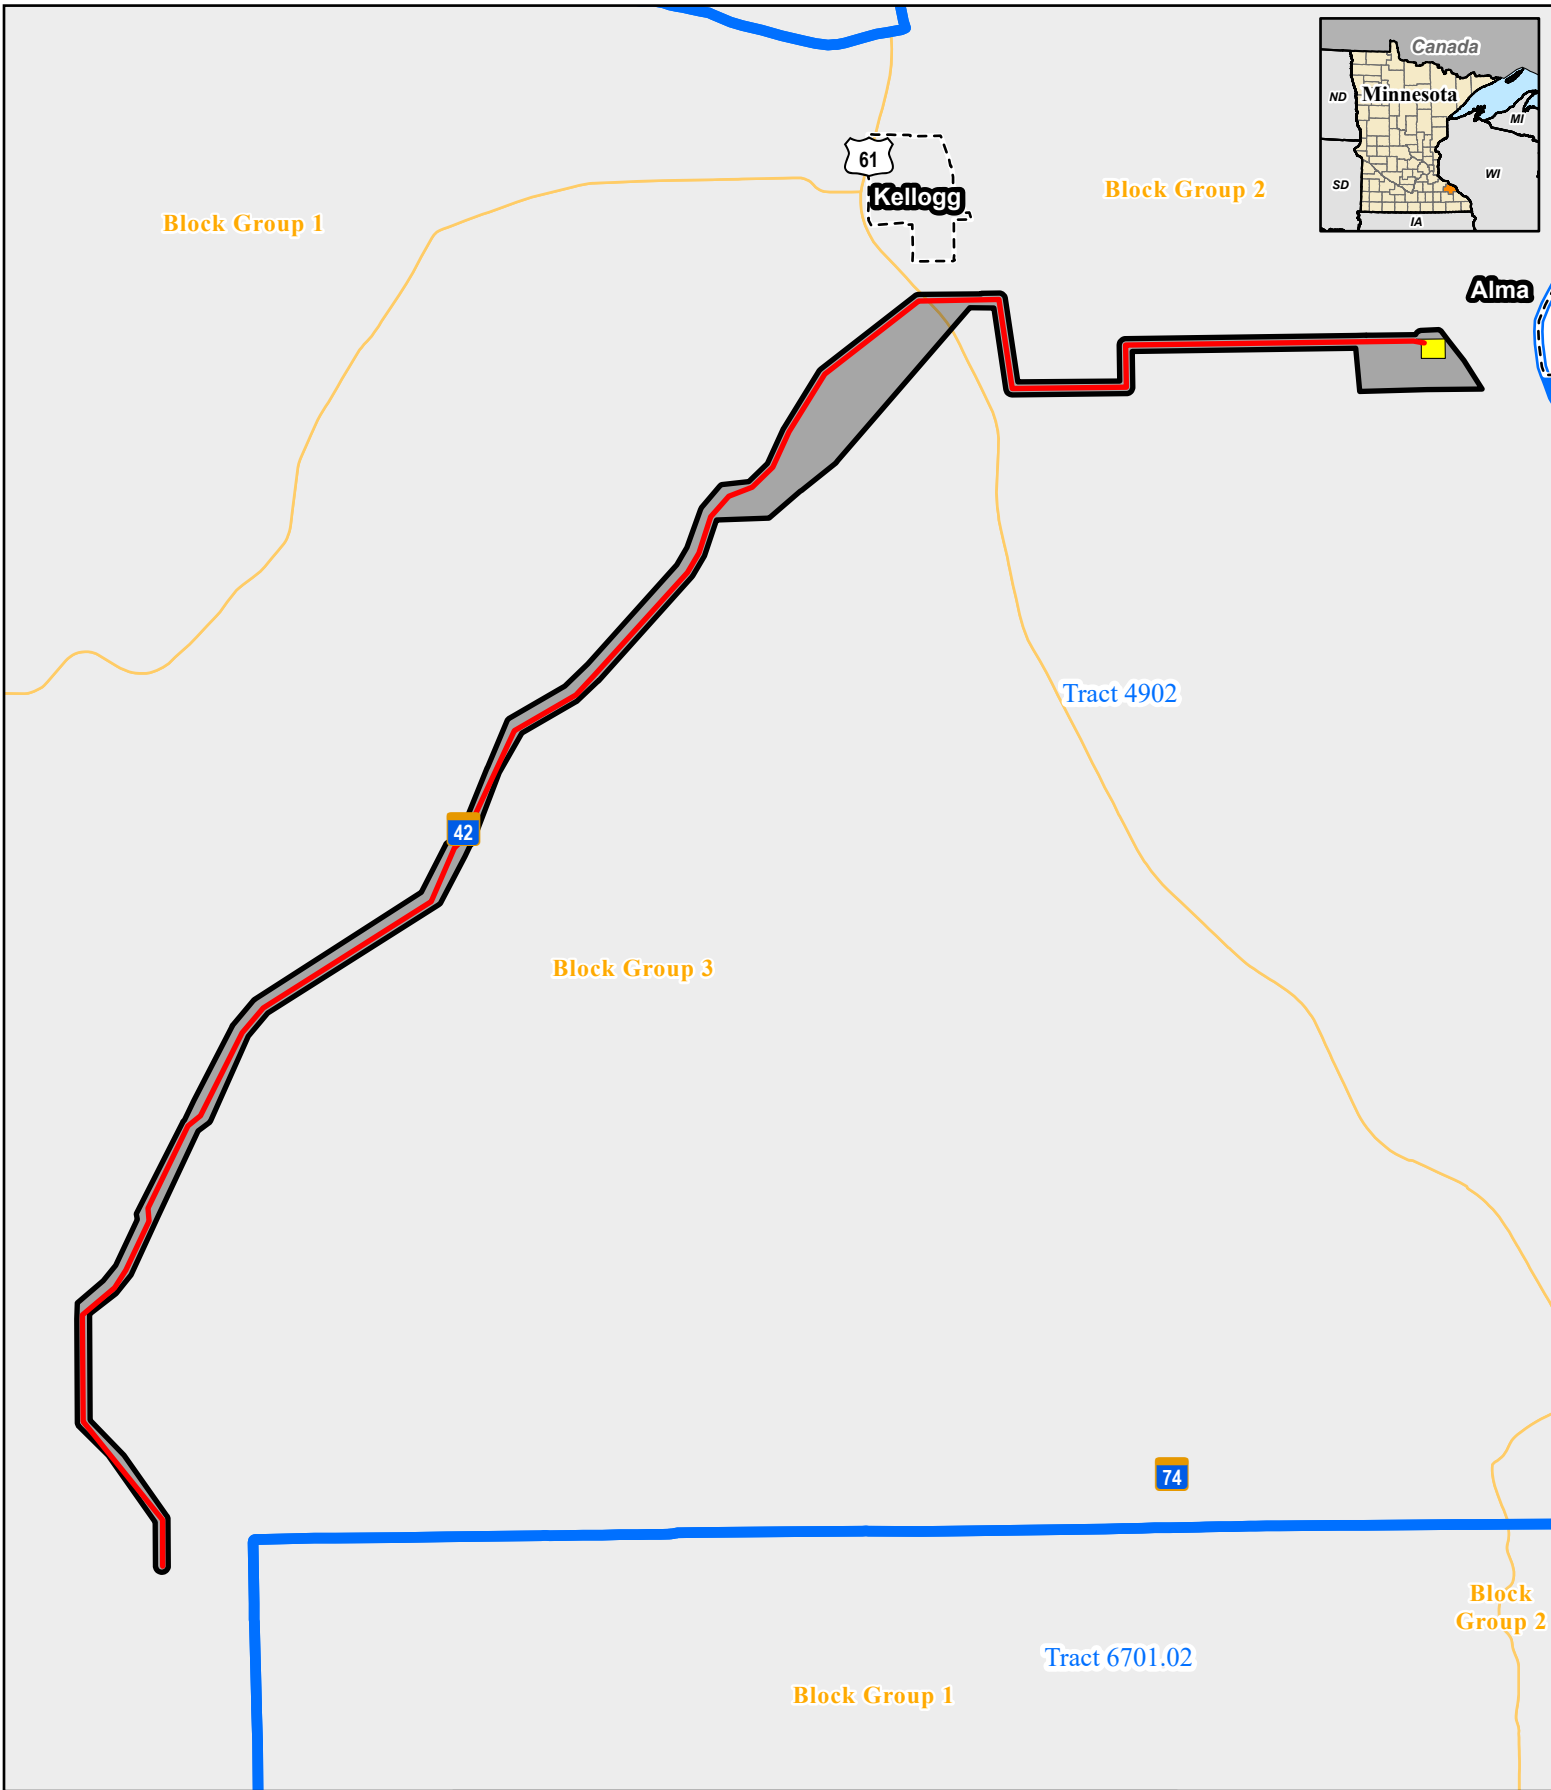 Canada
ND
Minnesota
MI
SD
WI
IA
61
Kellogg
Block Group 2
Block Group 1
Alma
Tract 4902
42
Block Group 3
74
Block
Group 2
Tract 6701.02
Block Group 1